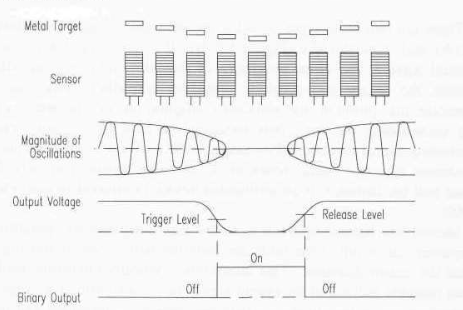 Metal Target
Sensor
Magnitude of
Oscillations
Output Voltage
Trigger Level
Release Level
On
Binary Output
Off
Off